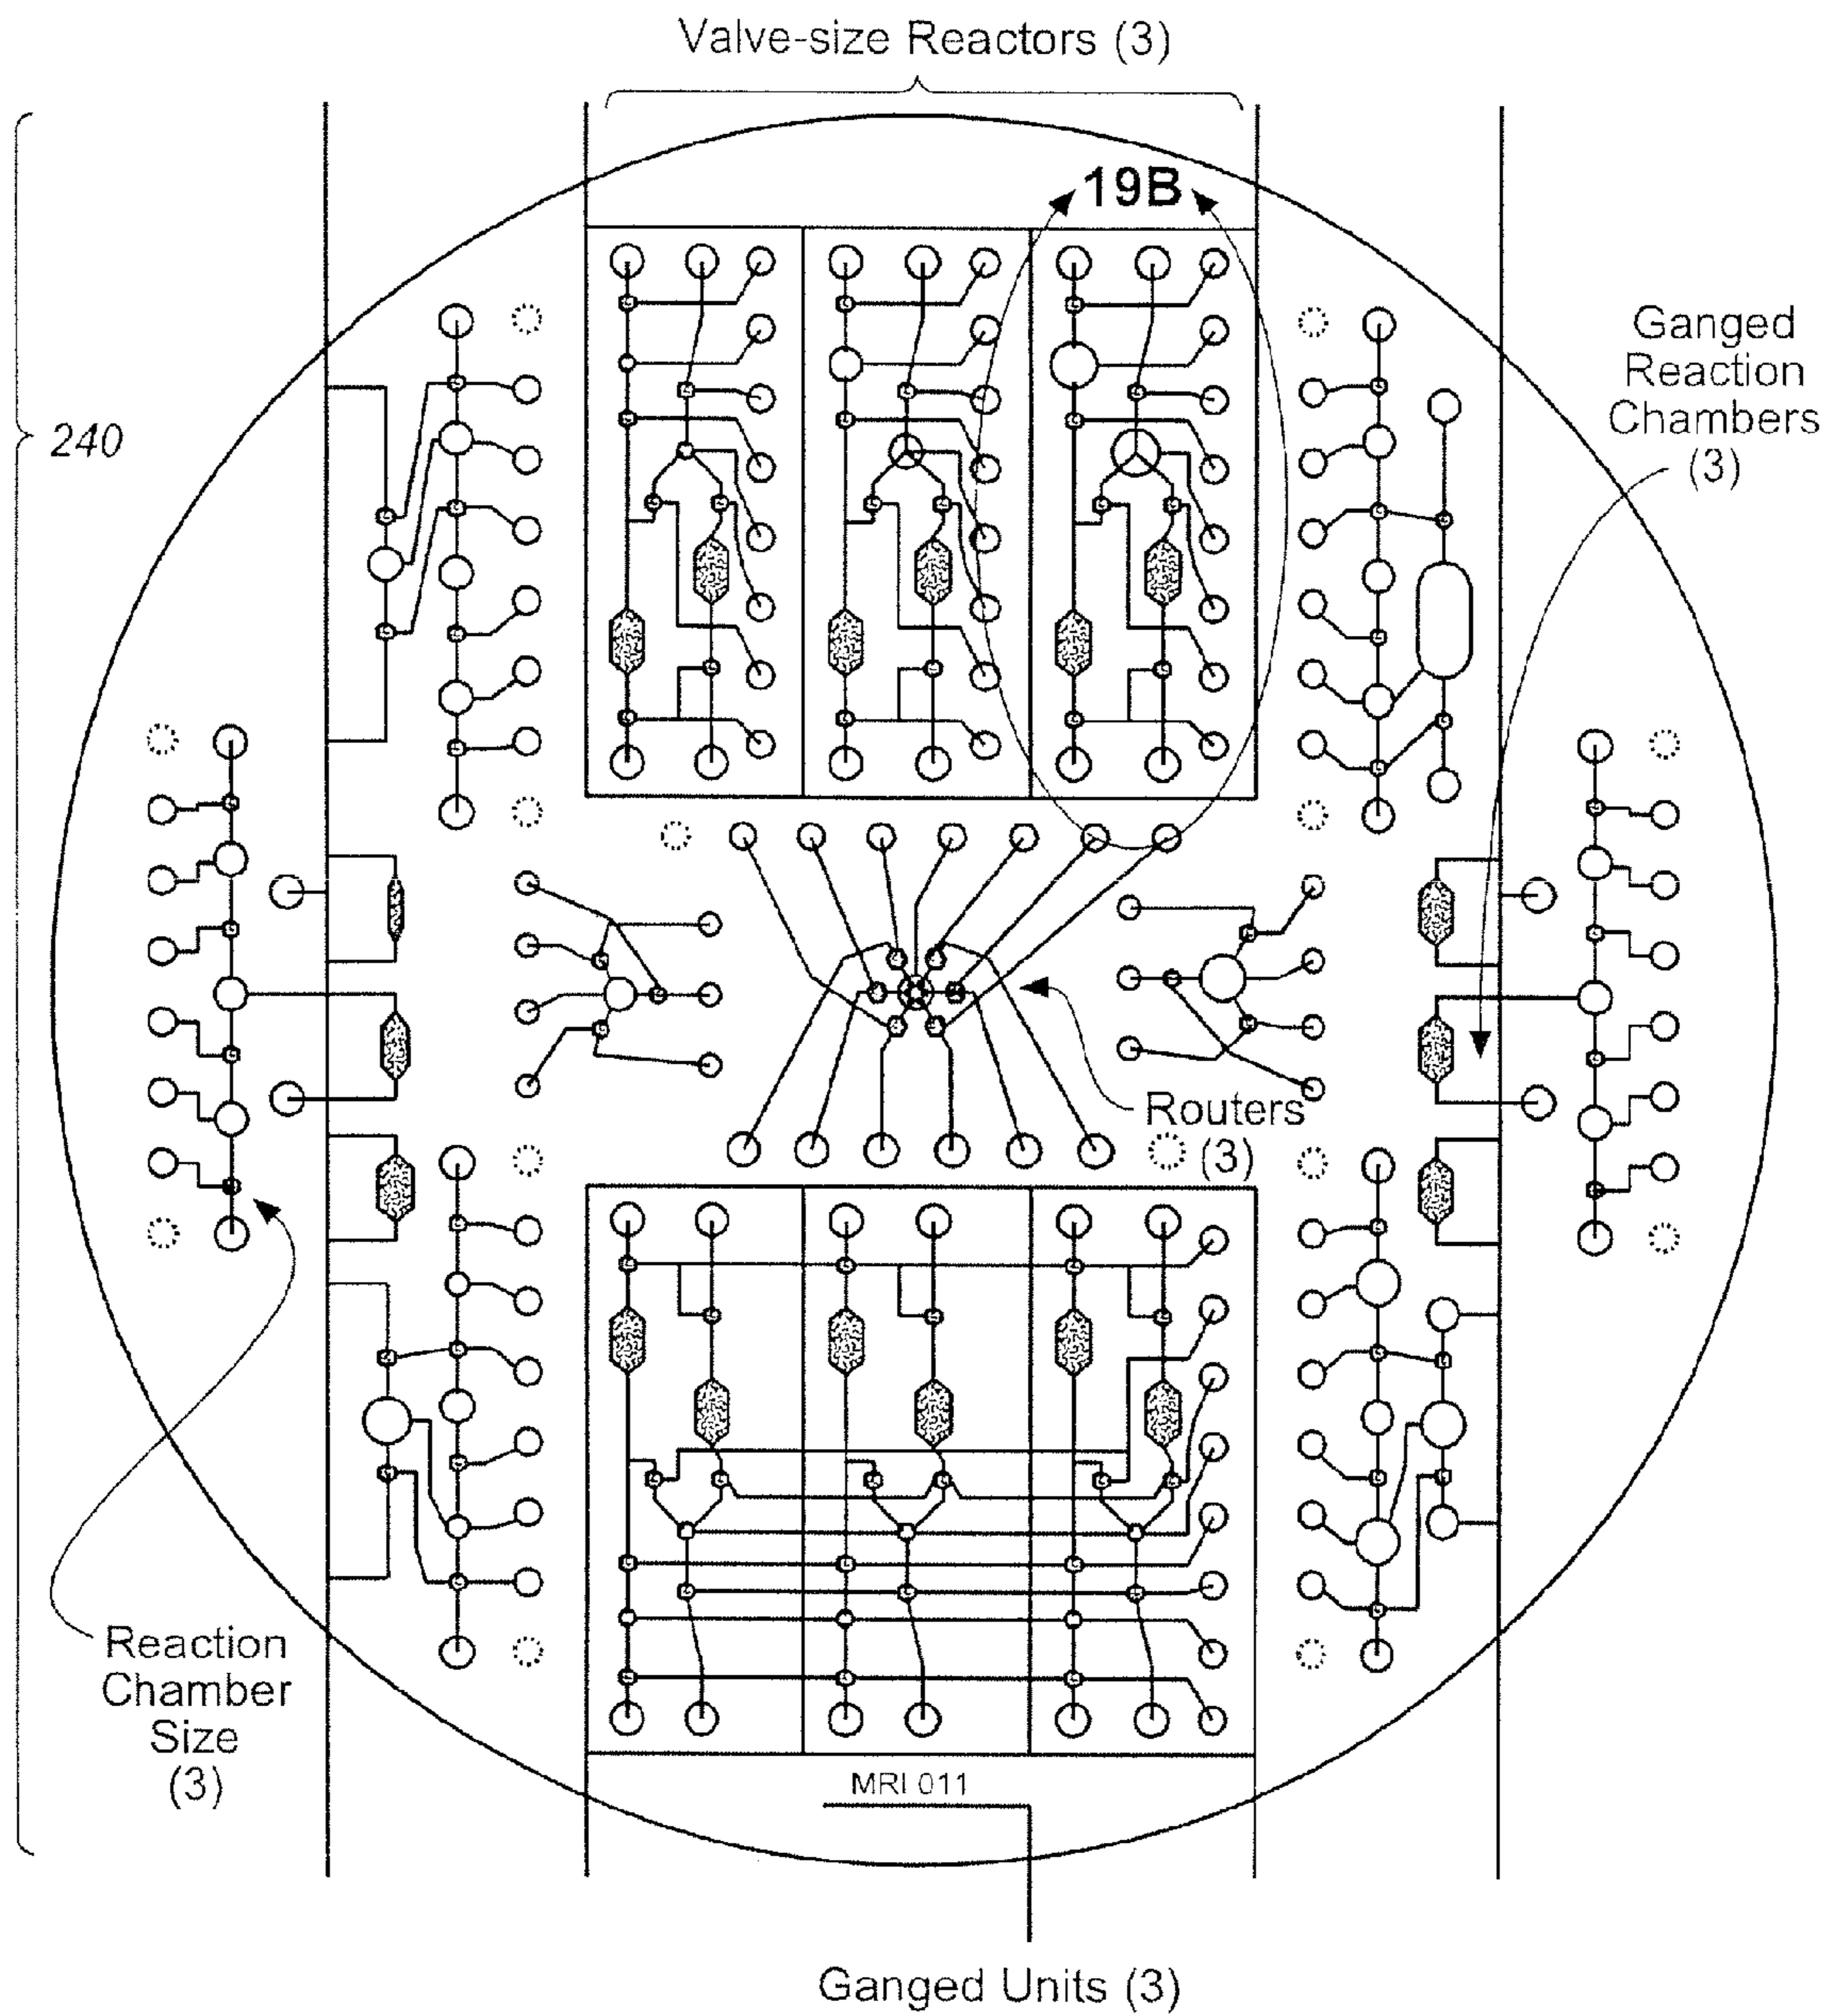 Valve-size Reactors (3)
19B
240
Ganged
Reaction
Chambers
(3)
Routers
(3)
Reaction
Chamber
Size
(3)
MRI 011
Ganged Units (3)